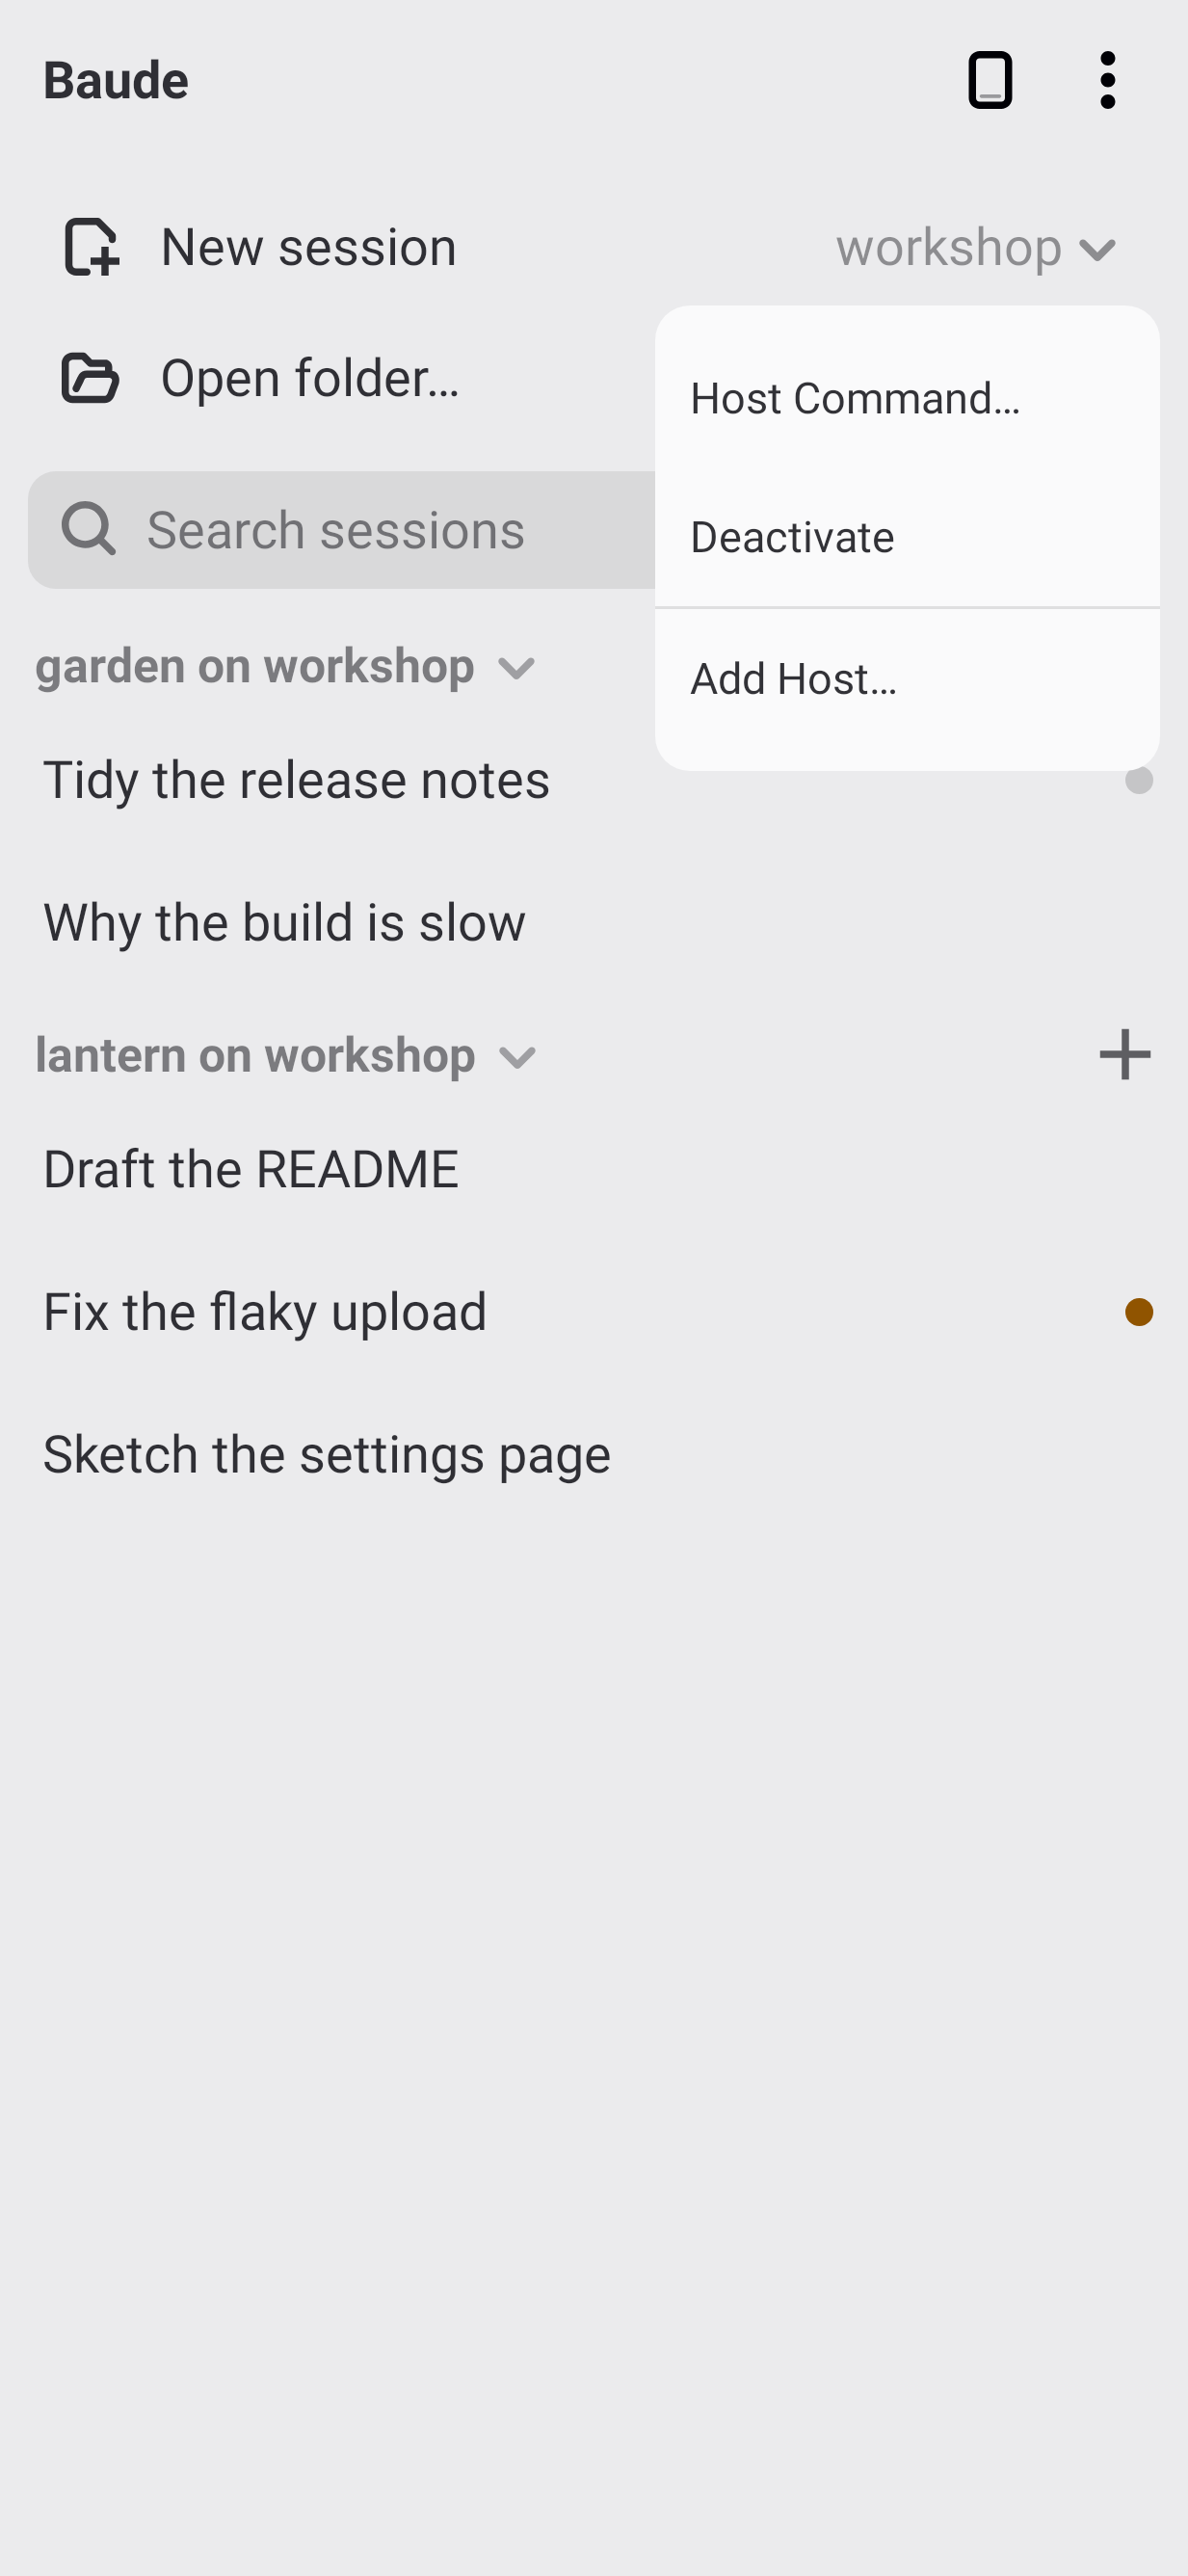 Baude
New session
workshop
Open folder...
Host Command...
Deactivate
Search sessions
Add Host...
garden on workshop
Tidy the release notes
Why the build is slow
lantern on workshop
Draft the README
Fix the flaky upload
Sketch the settings page